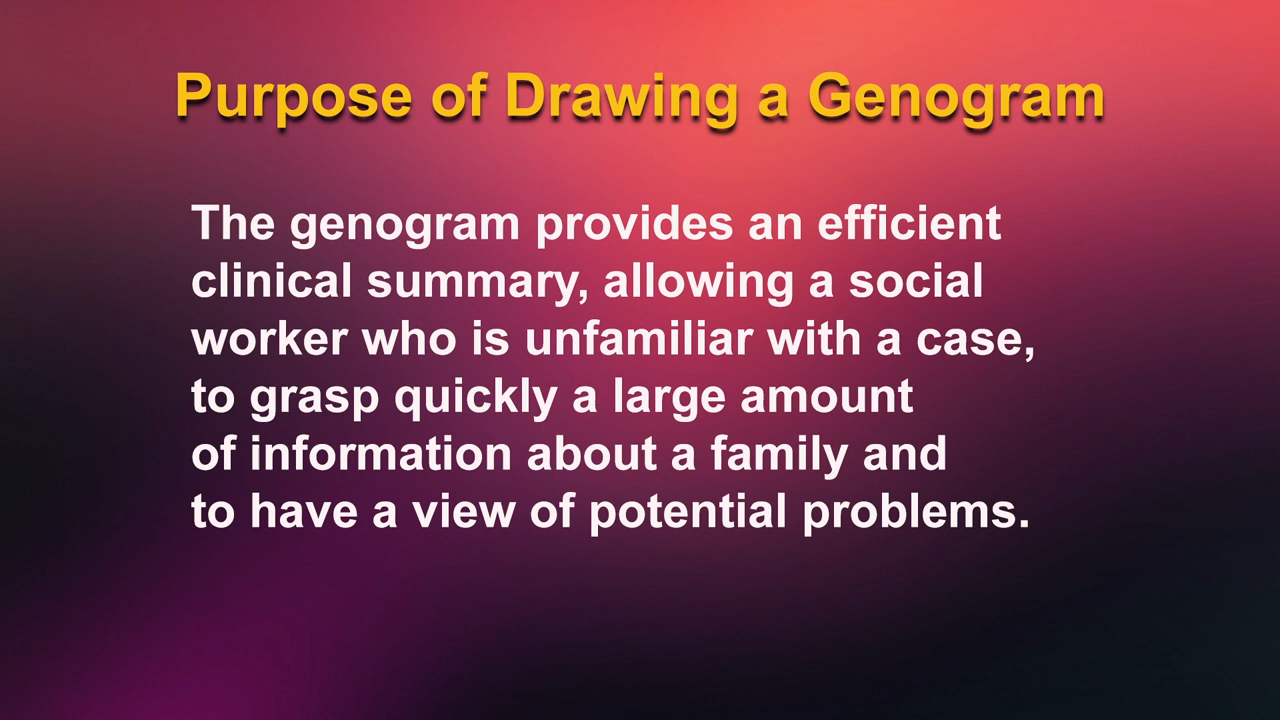 Purpose of Drawing a Genogram
The genogram provides an efficient
clinical summary, allowing a social
worker who is unfamiliar with a case,
to grasp quickly a large amount
of information about a family and
to have a view of potential problems.